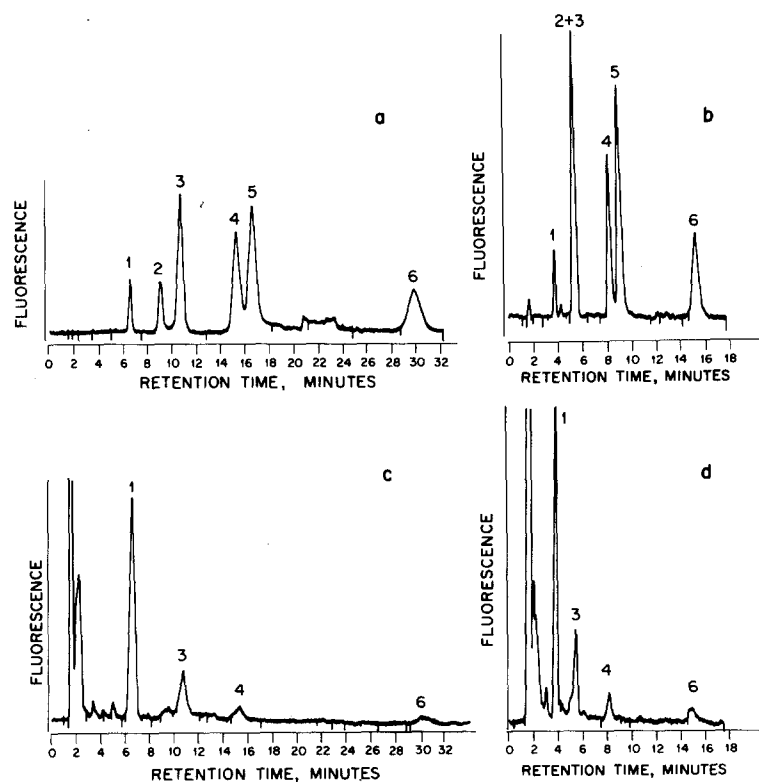 a
FLUORESCENCE
1
2
3
4
5
6
0 2 4 6 8 10 12 14 16 18 20 22 24 26 28 30 32
RETENTION TIME, MINUTES
b
FLUORESCENCE
1
2+3
4
5
6
0 2 4 6 8 10 12 14 16 18
RETENTION TIME, MINUTES
c
FLUORESCENCE
1
3
4
6
0 2 4 6 8 10 12 14 16 18 20 22 24 26 28 30 32
RETENTION TIME, MINUTES
d
FLUORESCENCE
1
3
4
6
0 2 4 6 8 10 12 14 16 18
RETENTION TIME, MINUTES